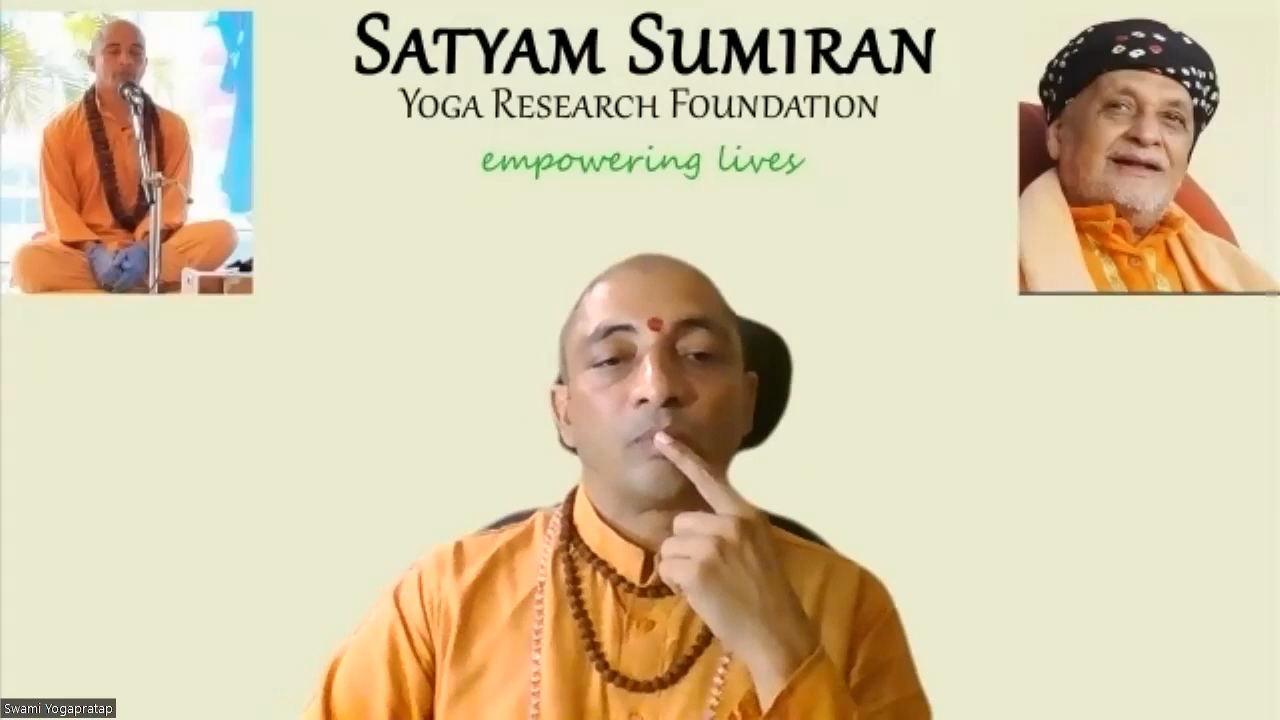 SATYAM SUMIRAN
YOGA RESEARCH FOUNDATION
empowering lives
Swami Yogapratap